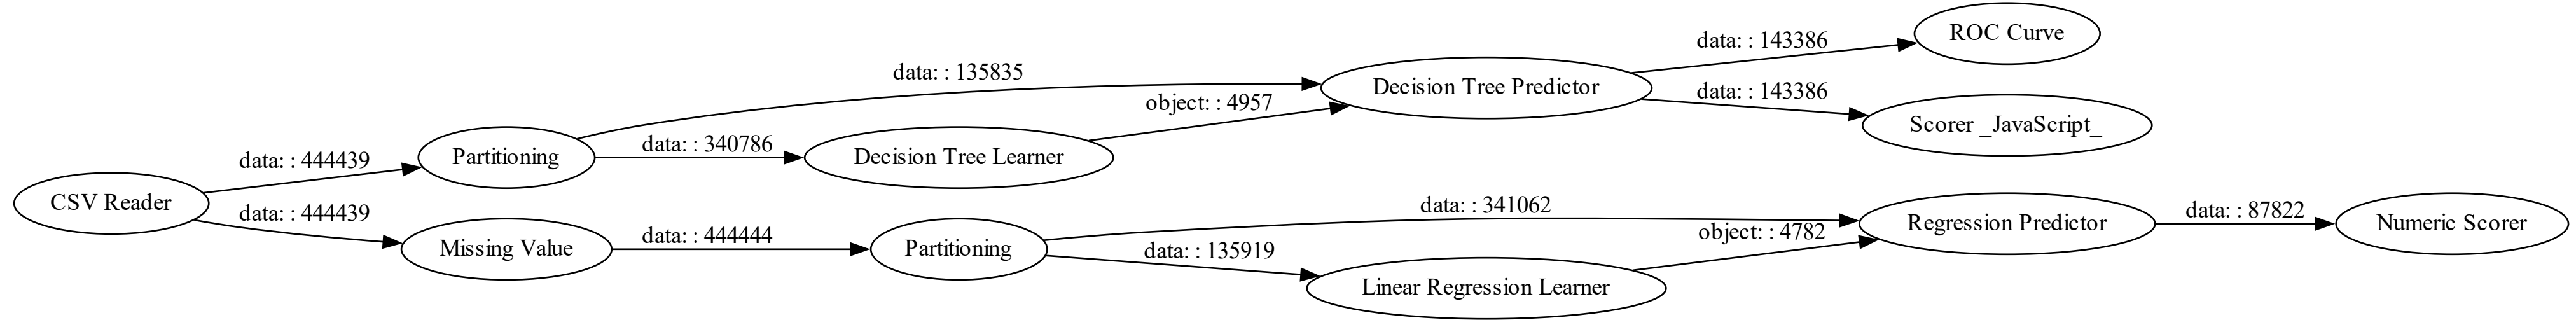 CSV Reader
data: : 444439
data: : 444439
Partitioning
Missing Value
data: : 135835
data: : 340786
data: : 444444
Decision Tree Learner
Partitioning
object: : 4957
data: : 341062
data: : 135919
Decision Tree Predictor
Linear Regression Learner
data: : 143386
data: : 143386
object: : 4782
ROC Curve
Scorer _JavaScript_
Regression Predictor
data: : 87822
Numeric Scorer